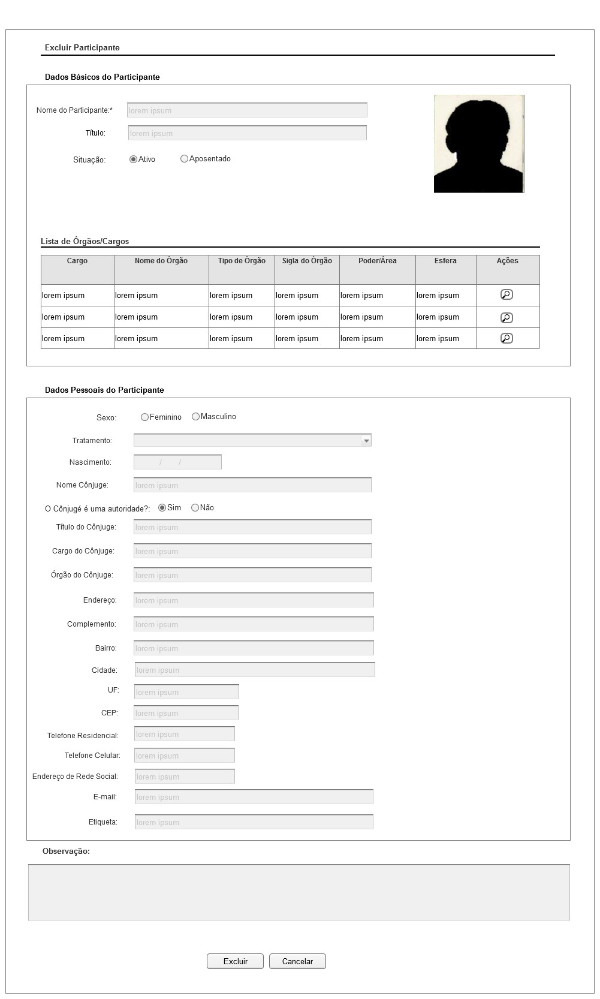 Excluir Participante
Dados Básicos do Participante
Nome do Participante:* lorem ipsum
Título: lorem ipsum
Situação: Ativo Aposentado
Lista de Órgãos/Cargos
Cargo Nome do Órgão Tipo de Órgão Sigla do Órgão Poder/Área Esfera Ações
lorem ipsum lorem ipsum lorem ipsum lorem ipsum lorem ipsum lorem ipsum
lorem ipsum lorem ipsum lorem ipsum lorem ipsum lorem ipsum lorem ipsum
lorem ipsum lorem ipsum lorem ipsum lorem ipsum lorem ipsum lorem ipsum
Dados Pessoais do Participante
Sexo: Feminino Masculino
Tratamento:
Nascimento: / /
Nome Cônjuge: lorem ipsum
O Cônjugé é uma autoridade?: Sim Não
Título do Cônjuge: lorem ipsum
Cargo do Cônjuge: lorem ipsum
Órgão do Cônjuge: lorem ipsum
Endereço: lorem ipsum
Complemento: lorem ipsum
Bairro: lorem ipsum
Cidade: lorem ipsum
UF: lorem ipsum
CEP: lorem ipsum
Telefone Residencial: lorem ipsum
Telefone Celular: lorem ipsum
Endereço de Rede Social: lorem ipsum
E-mail: lorem ipsum
Etiqueta: lorem ipsum
Observação:
Excluir Cancelar